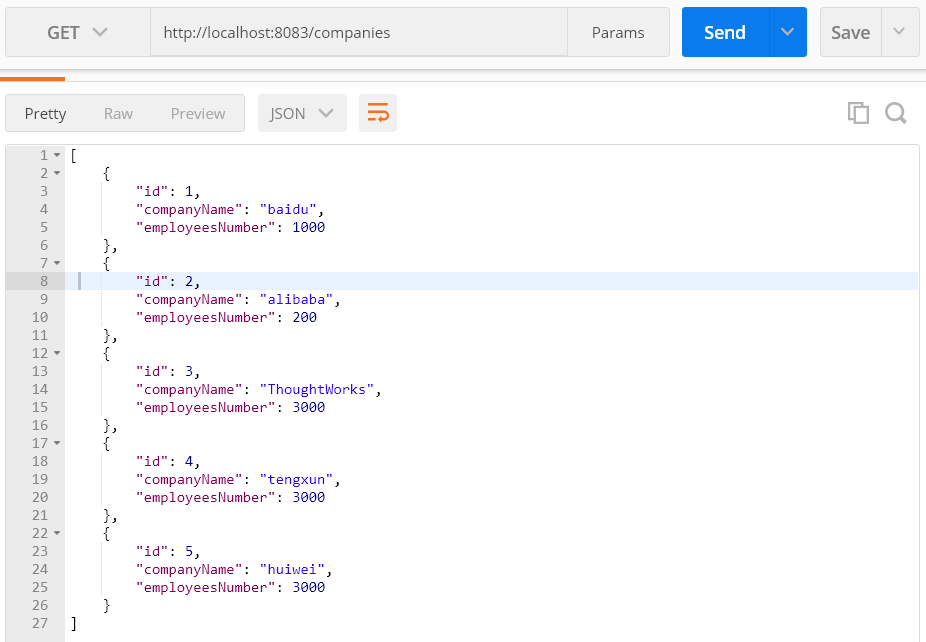 GET http://localhost:8083/companies Params Send Save
Pretty Raw Preview JSON
1 [
2 {
3 "id": 1,
4 "companyName": "baidu",
5 "employeesNumber": 1000
6 },
7 {
8 "id": 2,
9 "companyName": "alibaba",
10 "employeesNumber": 200
11 },
12 {
13 "id": 3,
14 "companyName": "ThoughtWorks",
15 "employeesNumber": 3000
16 },
17 {
18 "id": 4,
19 "companyName": "tengxun",
20 "employeesNumber": 3000
21 },
22 {
23 "id": 5,
24 "companyName": "huiwei",
25 "employeesNumber": 3000
26 }
27 ]